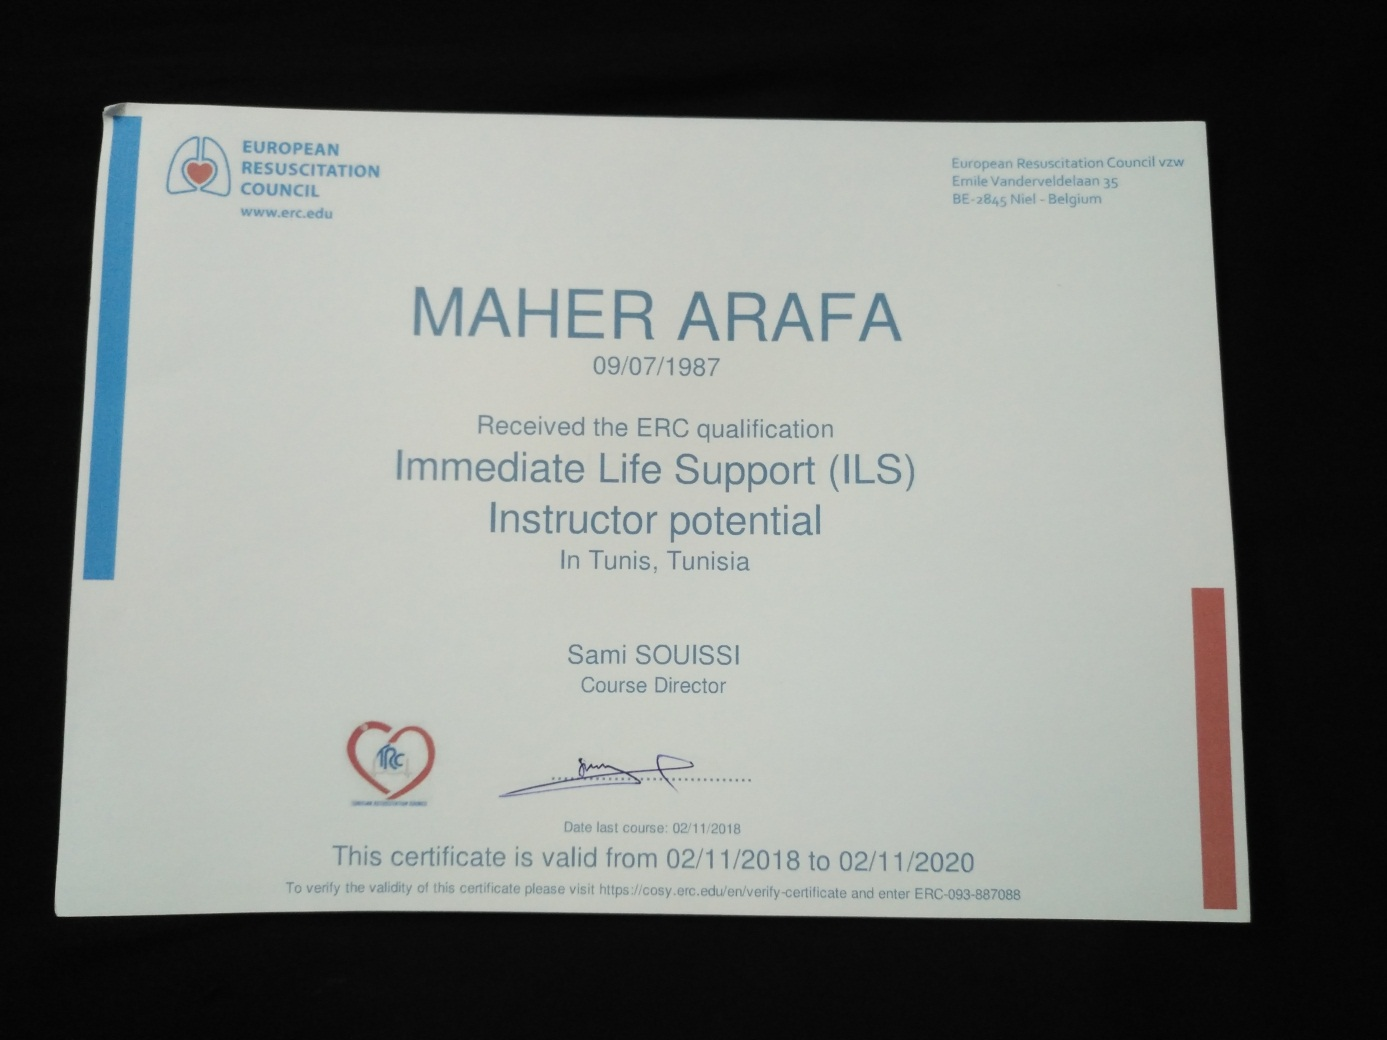 EUROPEAN
RESUSCITATION
COUNCIL
www.erc.edu
European Resuscitation Council vzw
Emile Vanderveldelaan 35
BE-2845 Niel - Belgium
MAHER ARAFA
09/07/1987
Received the ERC qualification
Immediate Life Support (ILS)
Instructor potential
In Tunis, Tunisia
Sami SOUISSI
Course Director
Date last course: 02/11/2018
This certificate is valid from 02/11/2018 to 02/11/2020
To verify the validity of this certificate please visit https://cosy.erc.edu/en/verify-certificate and enter ERC-093-887088